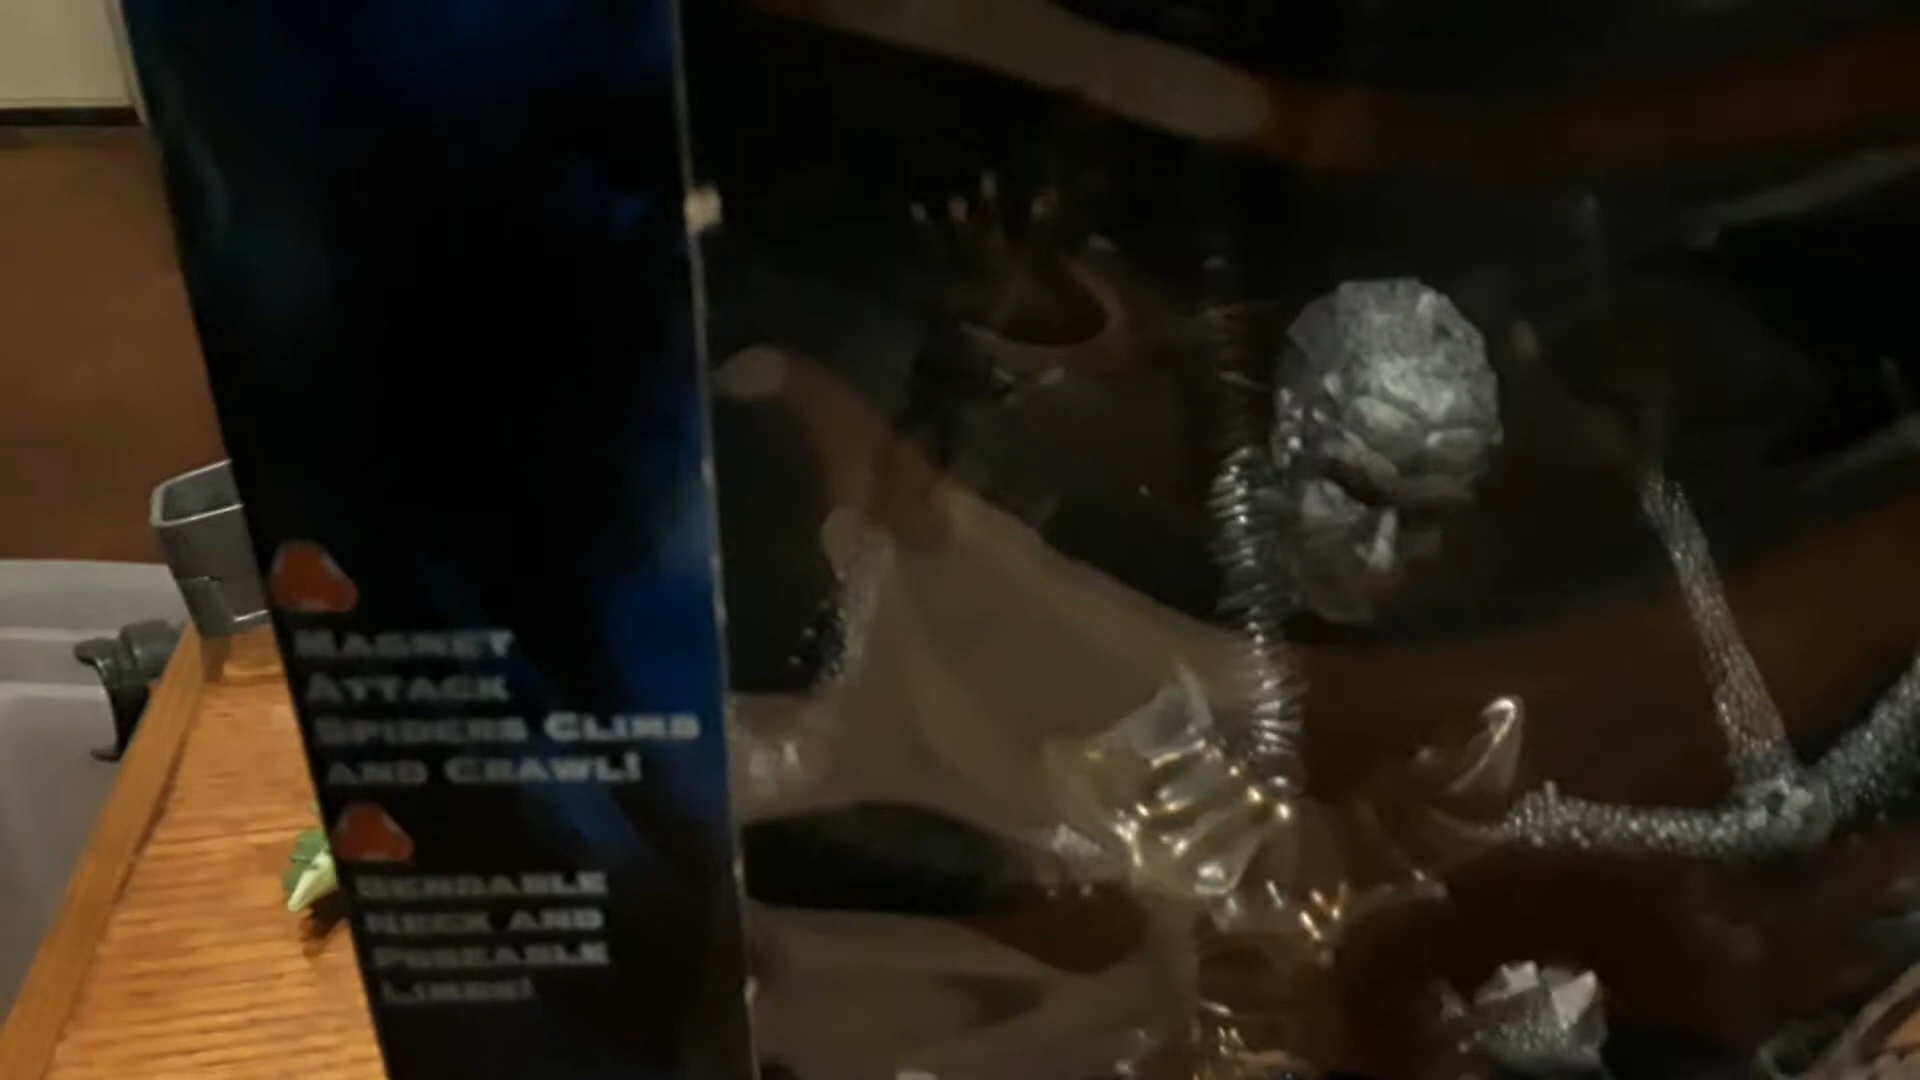 Magnet
Attack
Spiders Climb
and Crawl!
Bendable
Neck and
Poseable
Limbs!